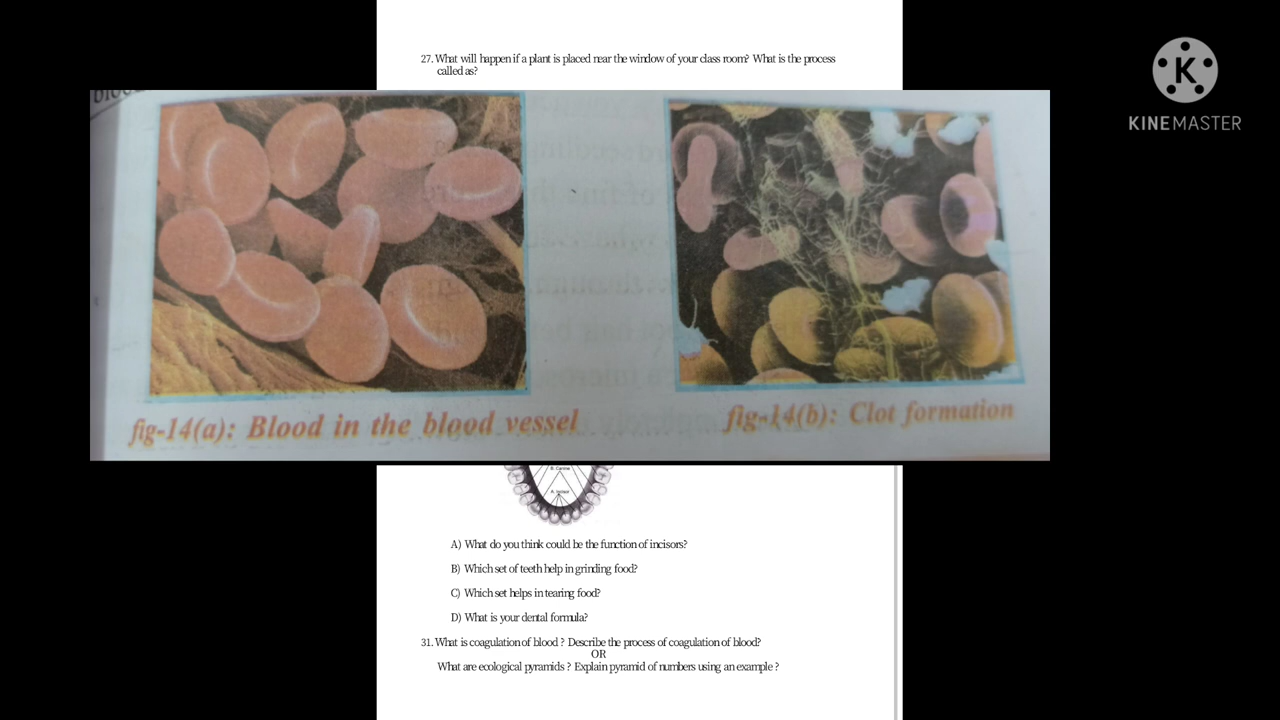 27. What will happen if a plant is placed near the window of your class room? What is the process
called as?
KINEMASTER
fig-14(a): Blood in the blood vessel
fig-14(b): Clot formation
B. Canine
A. Incisor
A) What do you think could be the function of incisors?
B) Which set of teeth help in grinding food?
C) Which set helps in tearing food?
D) What is your dental formula?
31. What is coagulation of blood ? Describe the process of coagulation of blood?
OR
What are ecological pyramids ? Explain pyramid of numbers using an example ?